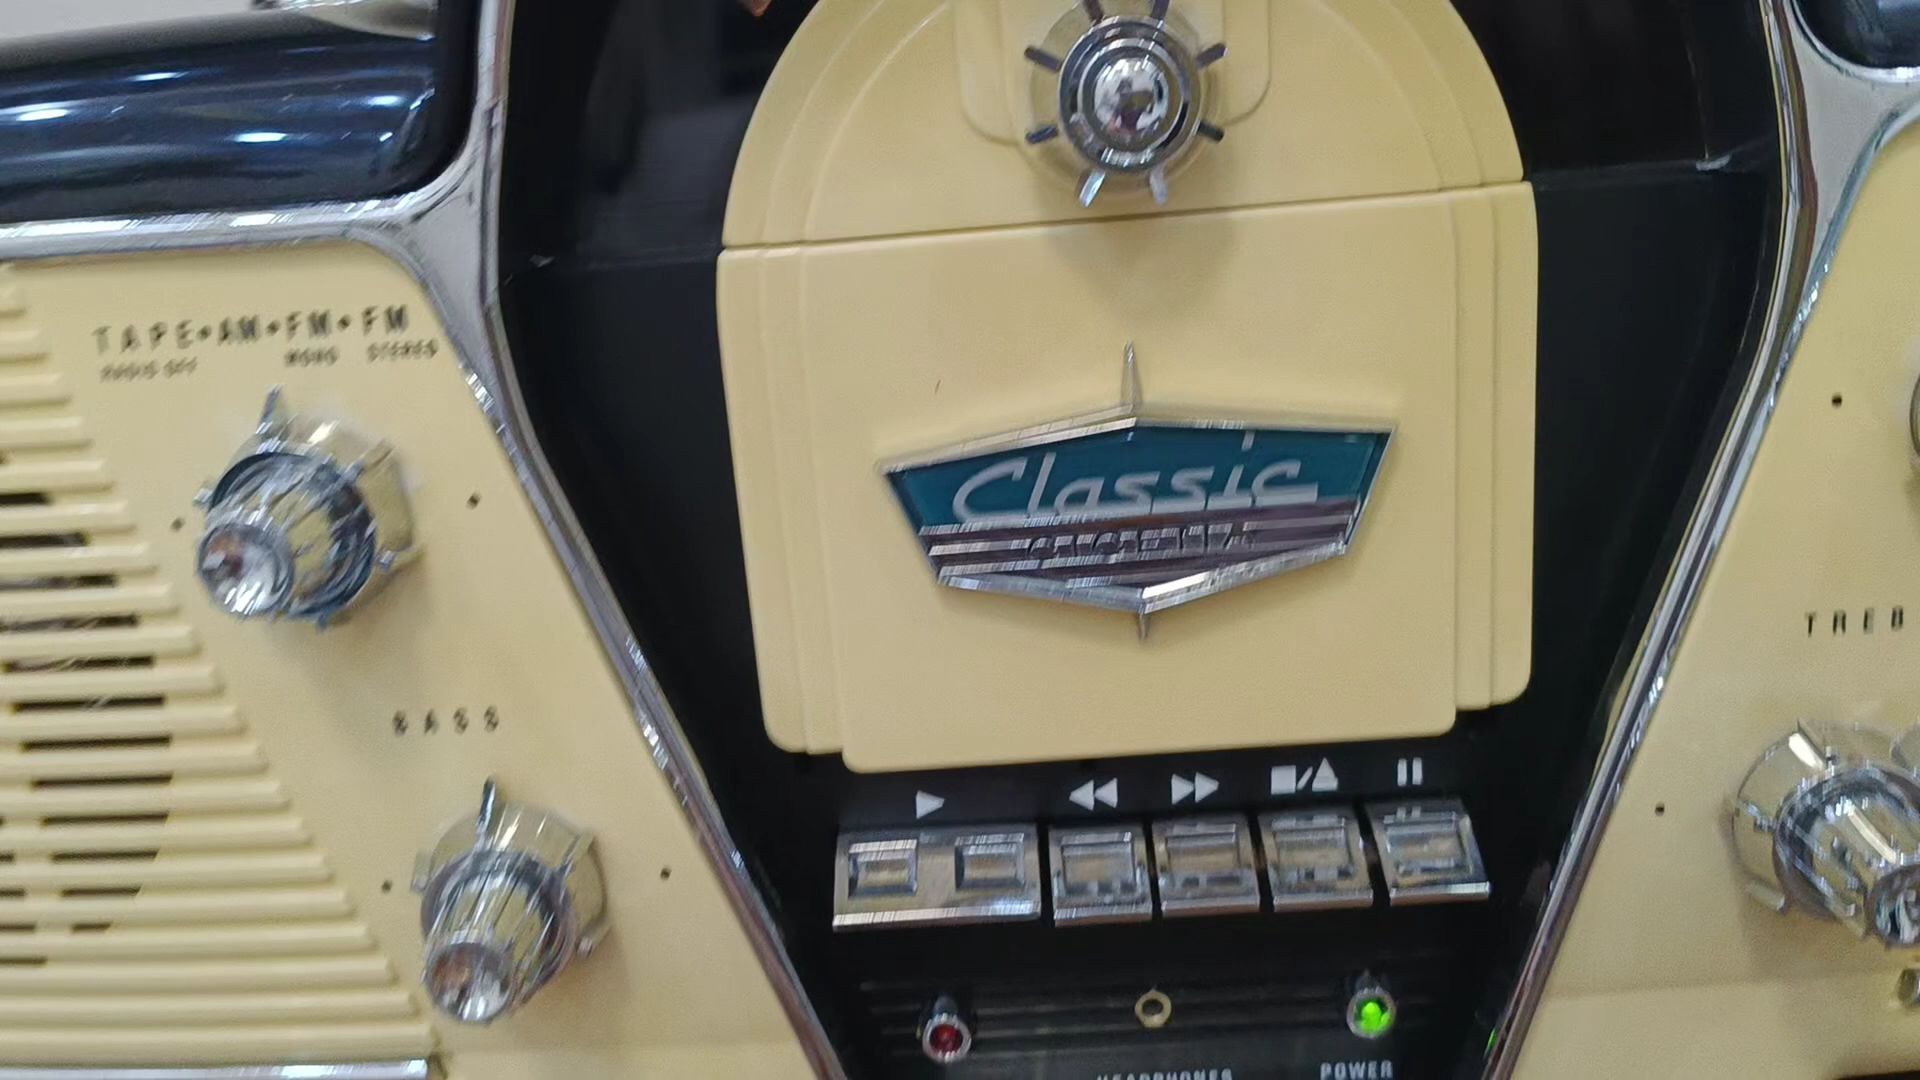 TAPE•AM•FM•FM
RADIO OFF MONO STEREO
Classic
BASS
TREB
HEADPHONES
POWER